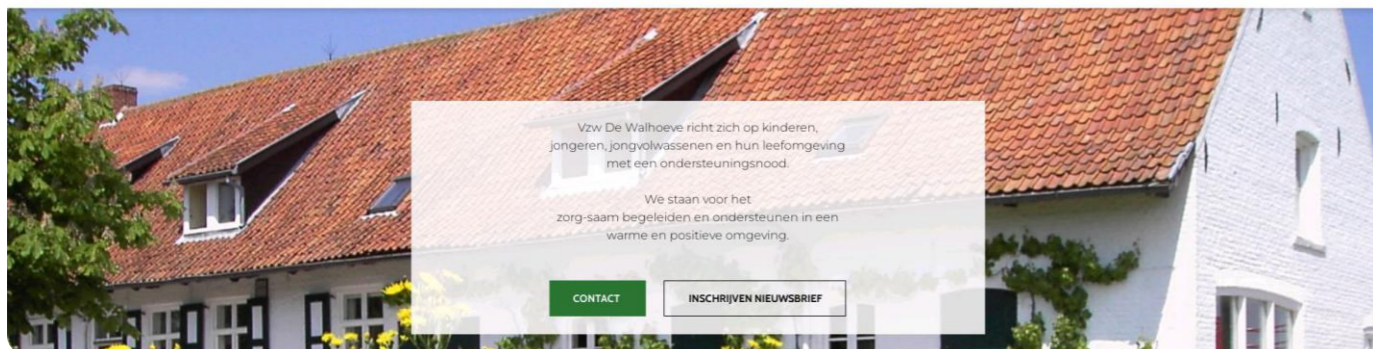 Vzw De Walhoeve richt zich op kinderen,
jongeren, jongvolwassenen en hun leefomgeving
met een ondersteuningsnood.
We staan voor het
zorg-saam begeleiden en ondersteunen in een
warme en positieve omgeving.
CONTACT
INSCHRIJVEN NIEUWSBRIEF